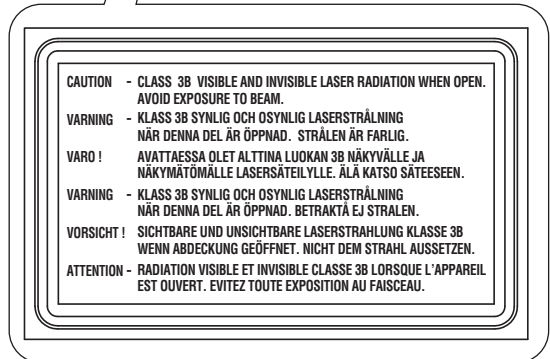 CAUTION - CLASS 3B VISIBLE AND INVISIBLE LASER RADIATION WHEN OPEN.
AVOID EXPOSURE TO BEAM.
VARNING - KLASS 3B SYNLIG OCH OSYNLIG LASERSTRÅLNING
NÄR DENNA DEL ÄR ÖPPNAD. STRÅLEN ÄR FARLIG.
VARO ! AVATTAESSA OLET ALTTINA LUOKAN 3B NÄKYVÄLLE JA
NÄKYMÄTÖMÄLLE LASERSÄTEILYLLE. ÄLÄ KATSO SÄTEESEEN.
VARNING - KLASS 3B SYNLIG OCH OSYNLIG LASERSTRÅLNING
NÄR DENNA DEL ÄR ÖPPNAD. BETRAKTÅ EJ STRALEN.
VORSICHT ! SICHTBARE UND UNSICHTBARE LASERSTRAHLUNG KLASSE 3B
WENN ABDECKUNG GEÖFFNET. NICHT DEM STRAHL AUSSETZEN.
ATTENTION - RADIATION VISIBLE ET INVISIBLE CLASSE 3B LORSQUE L'APPAREIL
EST OUVERT. EVITEZ TOUTE EXPOSITION AU FAISCEAU.